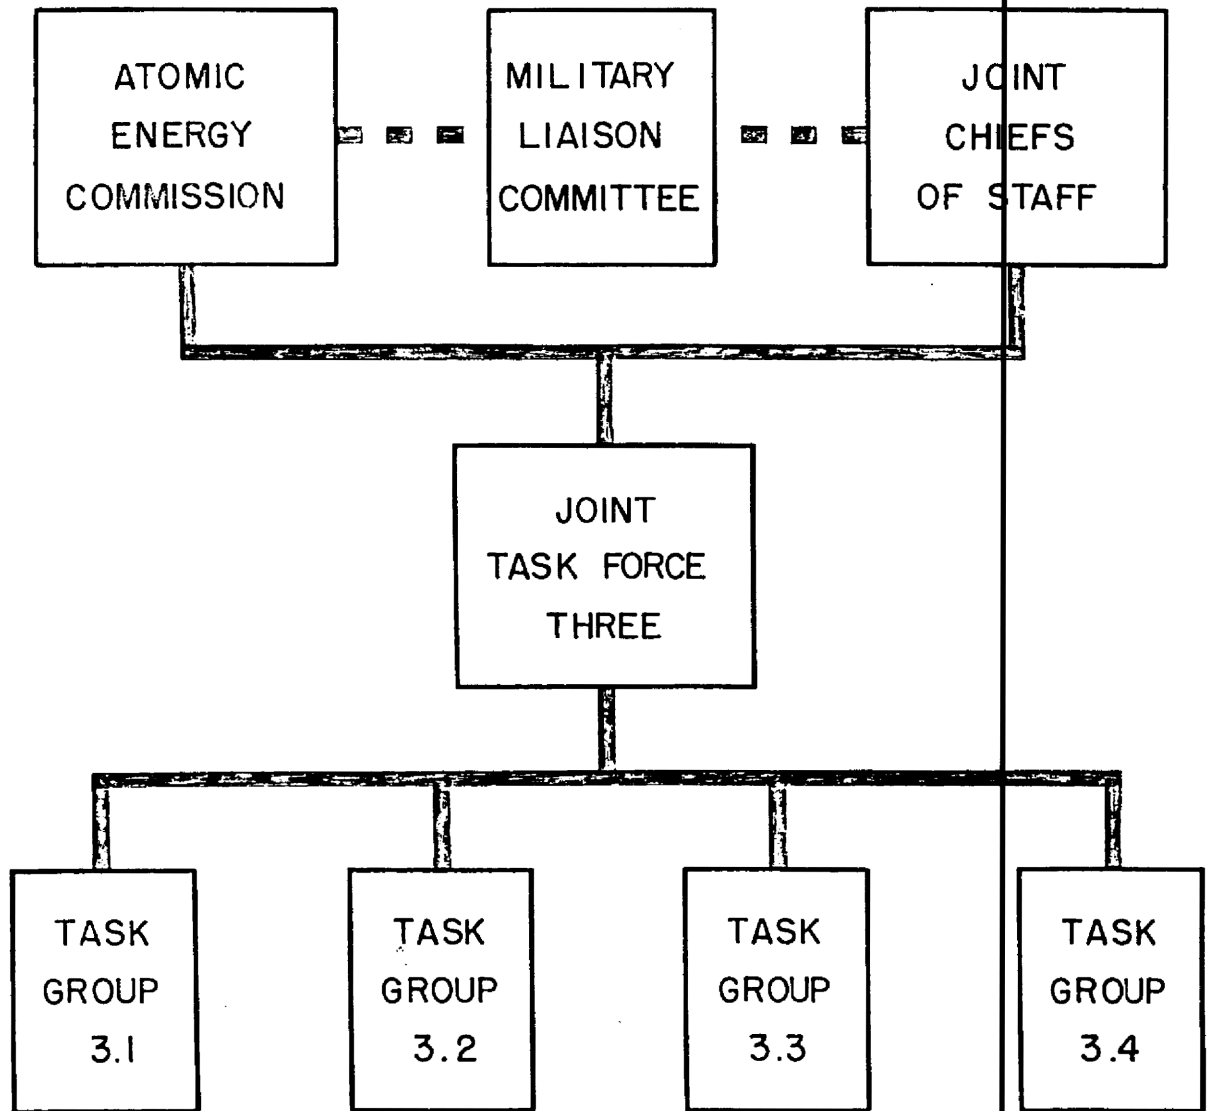 ATOMIC
ENERGY
COMMISSION
MILITARY
LIAISON
COMMITTEE
JOINT
CHIEFS
OF STAFF
JOINT
TASK FORCE
THREE
TASK
GROUP
3.1
TASK
GROUP
3.2
TASK
GROUP
3.3
TASK
GROUP
3.4